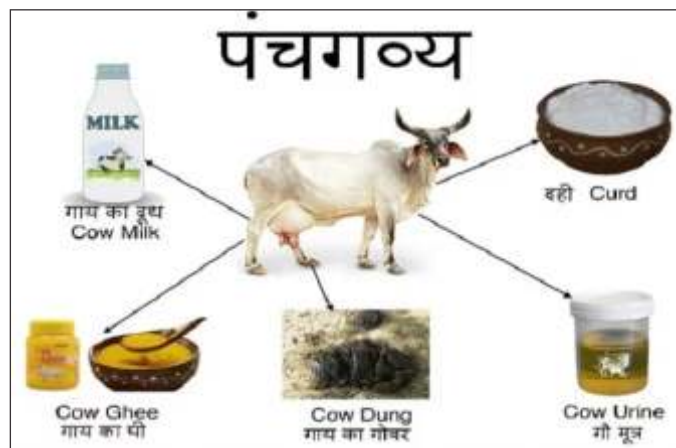 पंचगव्य
MILK
गाय का दूध
Cow Milk
दही Curd
Cow Ghee
गाय का घी
Cow Dung
गाय का गोबर
Cow Urine
गौ मूत्र